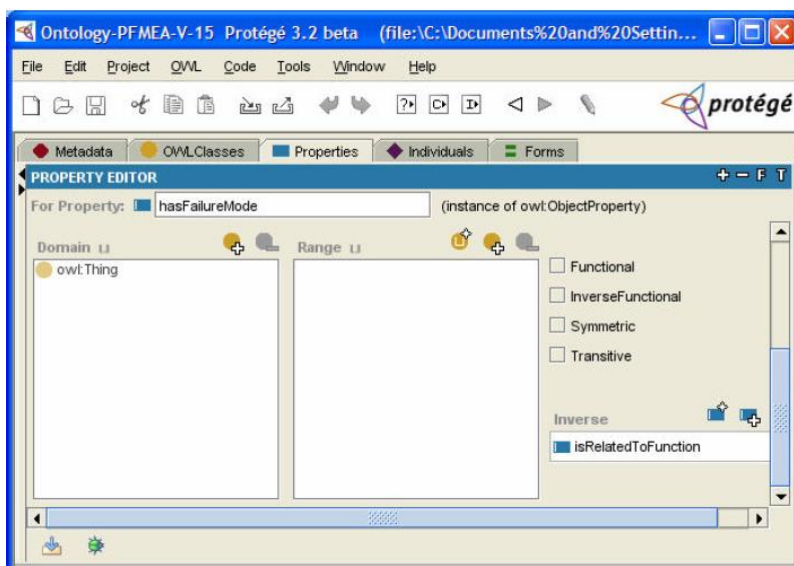 Ontology-PFMEA-V-15 Protégé 3.2 beta (file:\C:\Documents%20and%20Settin...
File Edit Project OWL Code Tools Window Help
protégé
Metadata OWLClasses Properties Individuals Forms
PROPERTY EDITOR
F T
For Property: hasFailureMode (instance of owl:ObjectProperty)
Domain Range
owl:Thing
Functional
InverseFunctional
Symmetric
Transitive
Inverse
isRelatedToFunction